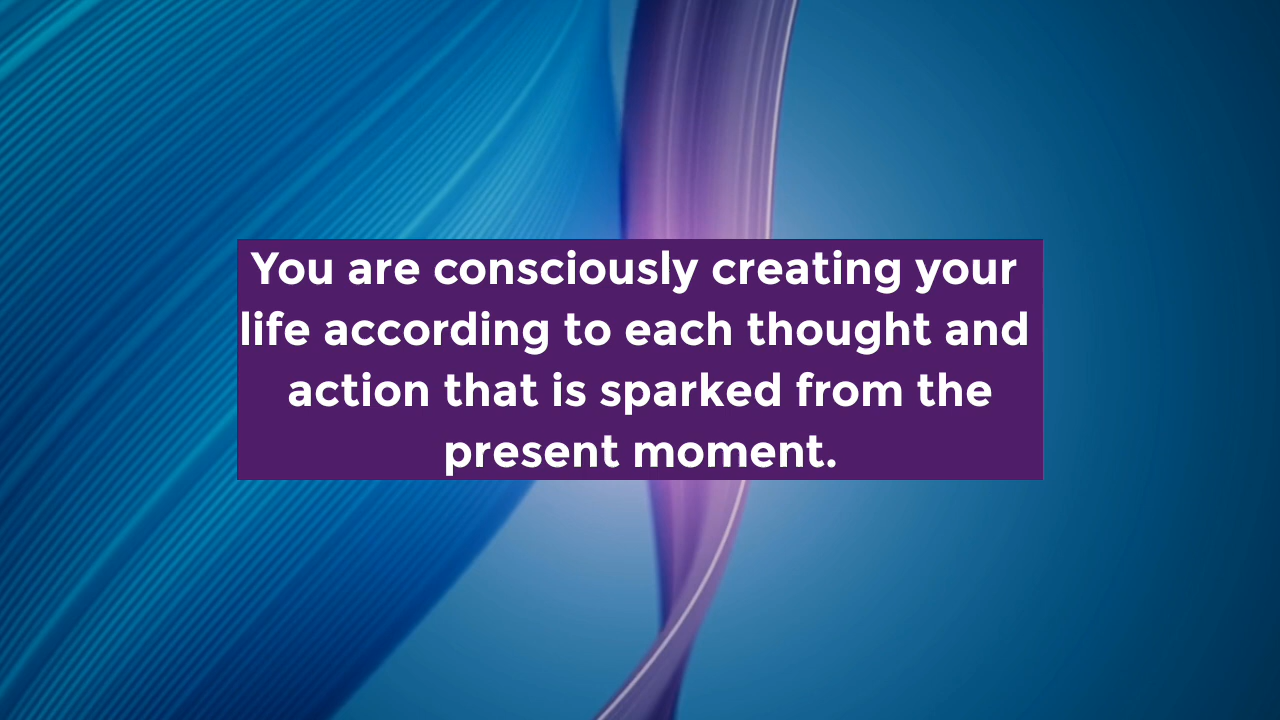 You are consciously creating your
life according to each thought and
action that is sparked from the
present moment.